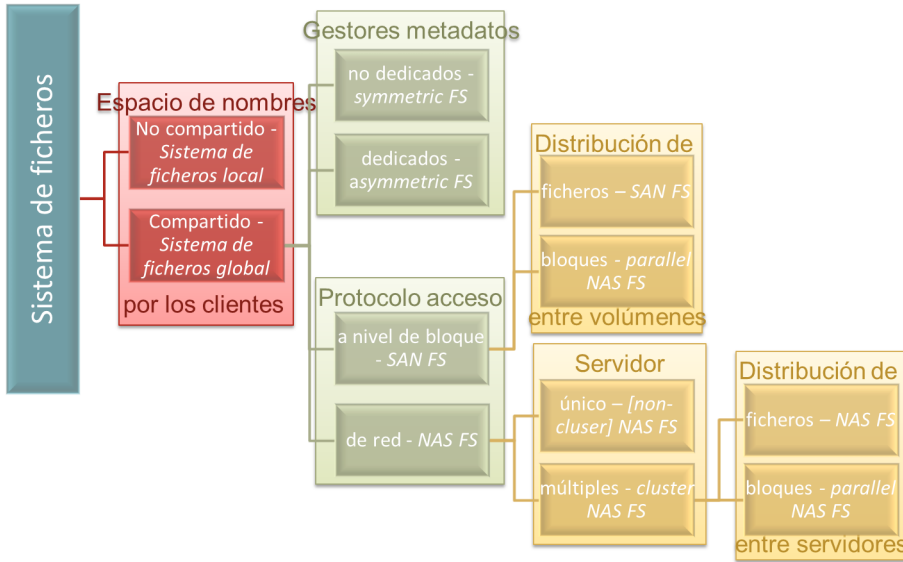 Sistema de ficheros
Espacio de nombres
No compartido -
Sistema de
ficheros local
Compartido -
Sistema de
ficheros global
por los clientes
Gestores metadatos
no dedicados -
symmetric FS
dedicados -
asymmetric FS
Protocolo acceso
a nivel de bloque
- SAN FS
de red - NAS FS
Distribución de
ficheros – SAN FS
bloques - parallel
NAS FS
entre volúmenes
Servidor
único – [non-
cluser] NAS FS
múltiples - cluster
NAS FS
Distribución de
ficheros – NAS FS
bloques - parallel
NAS FS
entre servidores